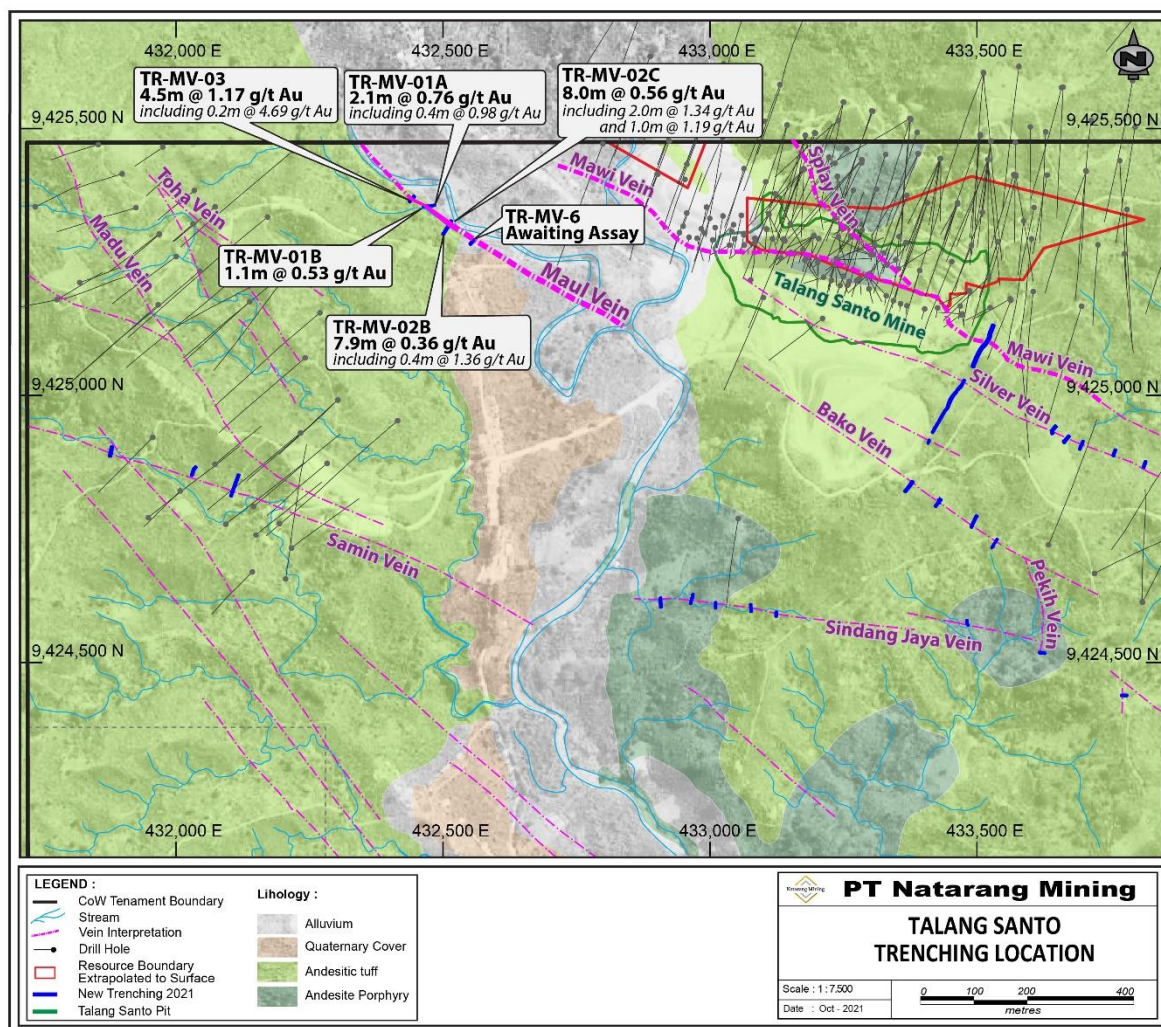 432,000 E
432,500 E
433,000 E
433,500 E
N
TR-MV-03
4.5m @ 1.17 g/t Au
including 0.2m @ 4.69 g/t Au
TR-MV-01A
2.1m @ 0.76 g/t Au
including 0.4m @ 0.98 g/t Au
TR-MV-02C
8.0m @ 0.56 g/t Au
including 2.0m @ 1.34 g/t Au
and 1.0m @ 1.19 g/t Au
9,425,500 N
9,425,500 N
Toha Vein
Madu Vein
Mawi Vein
Splay Vein
TR-MV-6
Awaiting Assay
TR-MV-01B
1.1m @ 0.53 g/t Au
Maul Vein
Talang Santo Mine
TR-MV-02B
7.9m @ 0.36 g/t Au
including 0.4m @ 1.36 g/t Au
Mawi Vein
9,425,000 N
9,425,000 N
Silver Vein
Bako Vein
Samin Vein
Pekih Vein
Sindang Jaya Vein
9,424,500 N
9,424,500 N
432,000 E
432,500 E
433,000 E
433,500 E
LEGEND :
CoW Tenament Boundary
Stream
Vein Interpretation
Drill Hole
Resource Boundary
Extrapolated to Surface
New Trenching 2021
Talang Santo Pit
Lihology :
Alluvium
Quaternary Cover
Andesitic tuff
Andesite Porphyry
Natarang Mining
PT Natarang Mining
TALANG SANTO
TRENCHING LOCATION
Scale : 1 : 7,500
Date : Oct - 2021
0 100 200 400
metres